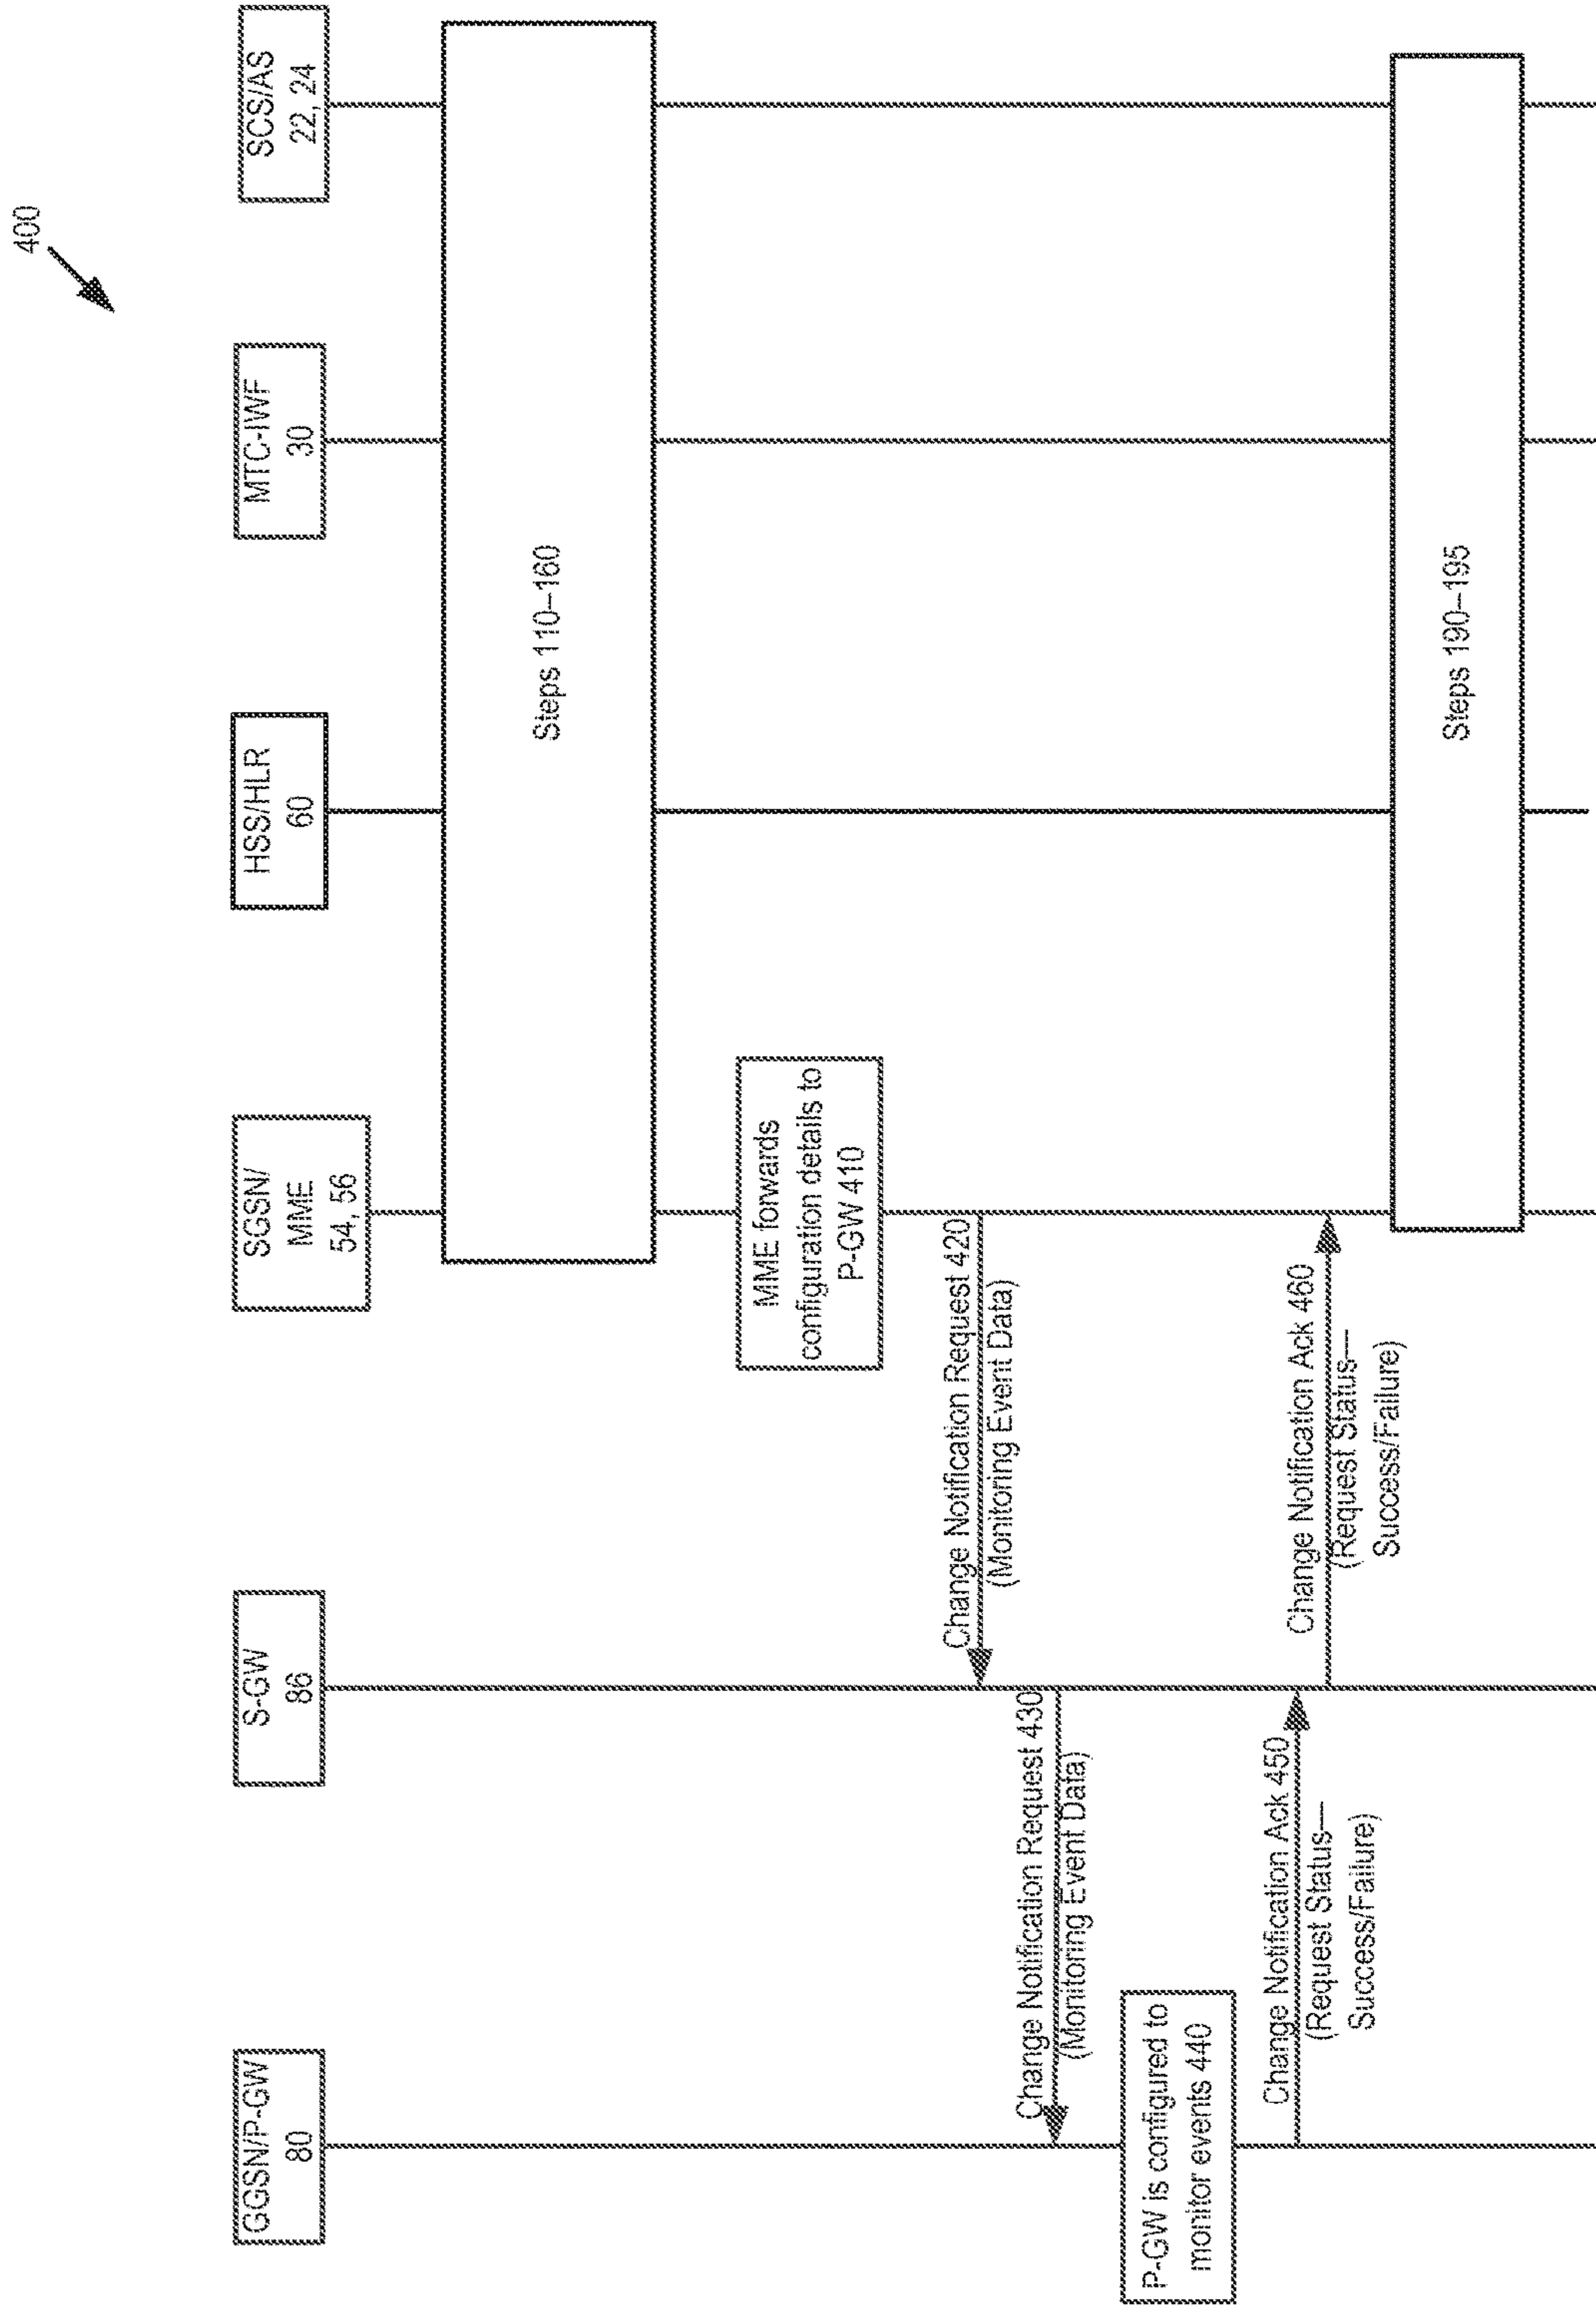 400
GGSN/P-GW
80
S-GW
86
SGSN/
MME
54, 56
HSS/HLR
60
MTC-IWF
30
SCS/AS
22, 24
Steps 110–160
MME forwards
configuration details to
P-GW 410
Change Notification Request 420
(Monitoring Event Data)
Change Notification Request 430
(Monitoring Event Data)
P-GW is configured to
monitor events 440
Change Notification Ack 450
(Request Status—
Success/Failure)
Change Notification Ack 460
(Request Status—
Success/Failure)
Steps 190–195